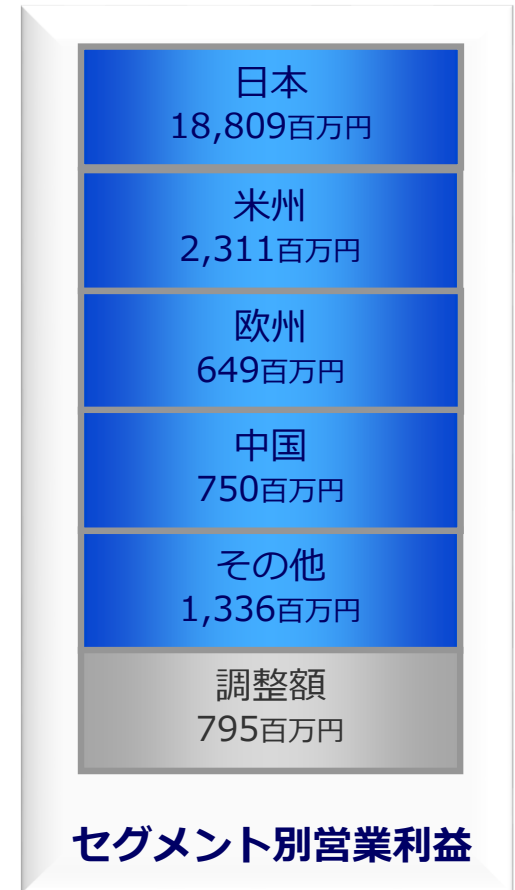 日本
18,809百万円
米州
2,311百万円
欧州
649百万円
中国
750百万円
その他
1,336百万円
調整額
795百万円
セグメント別営業利益